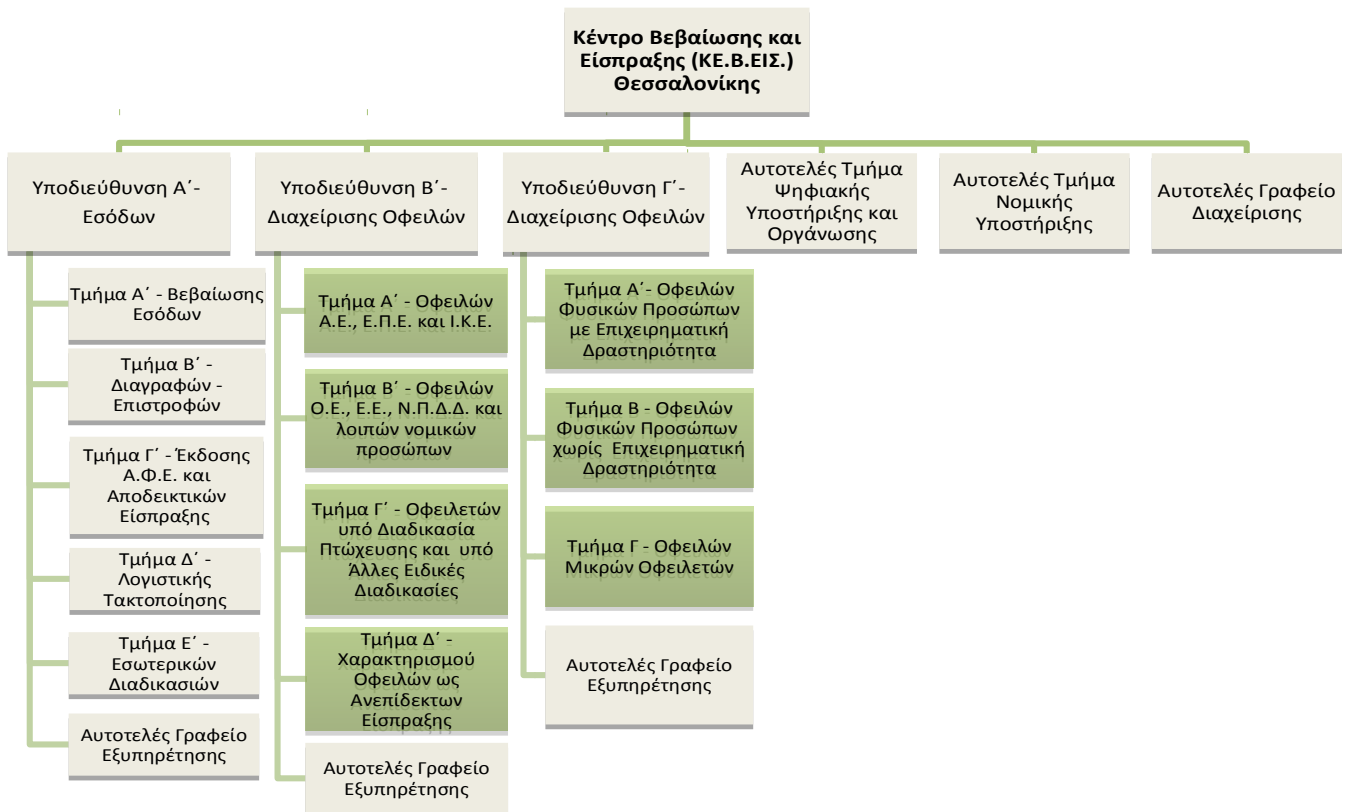 Κέντρο Βεβαίωσης και
Είσπραξης (ΚΕ.Β.ΕΙΣ.)
Θεσσαλονίκης
Υποδιεύθυνση Α΄-
Εσόδων
Τμήμα Α΄ - Βεβαίωσης
Εσόδων
Τμήμα Β΄ -
Διαγραφών -
Επιστροφών
Τμήμα Γ΄ - Έκδοσης
Α.Φ.Ε. και
Αποδεικτικών
Είσπραξης
Τμήμα Δ΄ -
Λογιστικής
Τακτοποίησης
Τμήμα Ε΄ -
Εσωτερικών
Διαδικασιών
Αυτοτελές Γραφείο
Εξυπηρέτησης
Υποδιεύθυνση Β΄-
Διαχείρισης Οφειλών
Τμήμα Α΄ - Οφειλών
Α.Ε., Ε.Π.Ε. και Ι.Κ.Ε.
Τμήμα Β΄ - Οφειλών
Ο.Ε., Ε.Ε., Ν.Π.Δ.Δ. και
λοιπών νομικών
προσώπων
Τμήμα Γ΄ - Οφειλετών
υπό Διαδικασία
Πτώχευσης και υπό
Άλλες Ειδικές
Διαδικασίες
Τμήμα Δ΄ -
Χαρακτηρισμού
Οφειλών ως
Ανεπίδεκτων
Είσπραξης
Αυτοτελές Γραφείο
Εξυπηρέτησης
Υποδιεύθυνση Γ΄-
Διαχείρισης Οφειλών
Τμήμα Α΄- Οφειλών
Φυσικών Προσώπων
με Επιχειρηματική
Δραστηριότητα
Τμήμα Β - Οφειλών
Φυσικών Προσώπων
χωρίς Επιχειρηματική
Δραστηριότητα
Τμήμα Γ - Οφειλών
Μικρών Οφειλετών
Αυτοτελές Γραφείο
Εξυπηρέτησης
Αυτοτελές Τμήμα
Ψηφιακής
Υποστήριξης και
Οργάνωσης
Αυτοτελές Τμήμα
Νομικής
Υποστήριξης
Αυτοτελές Γραφείο
Διαχείρισης